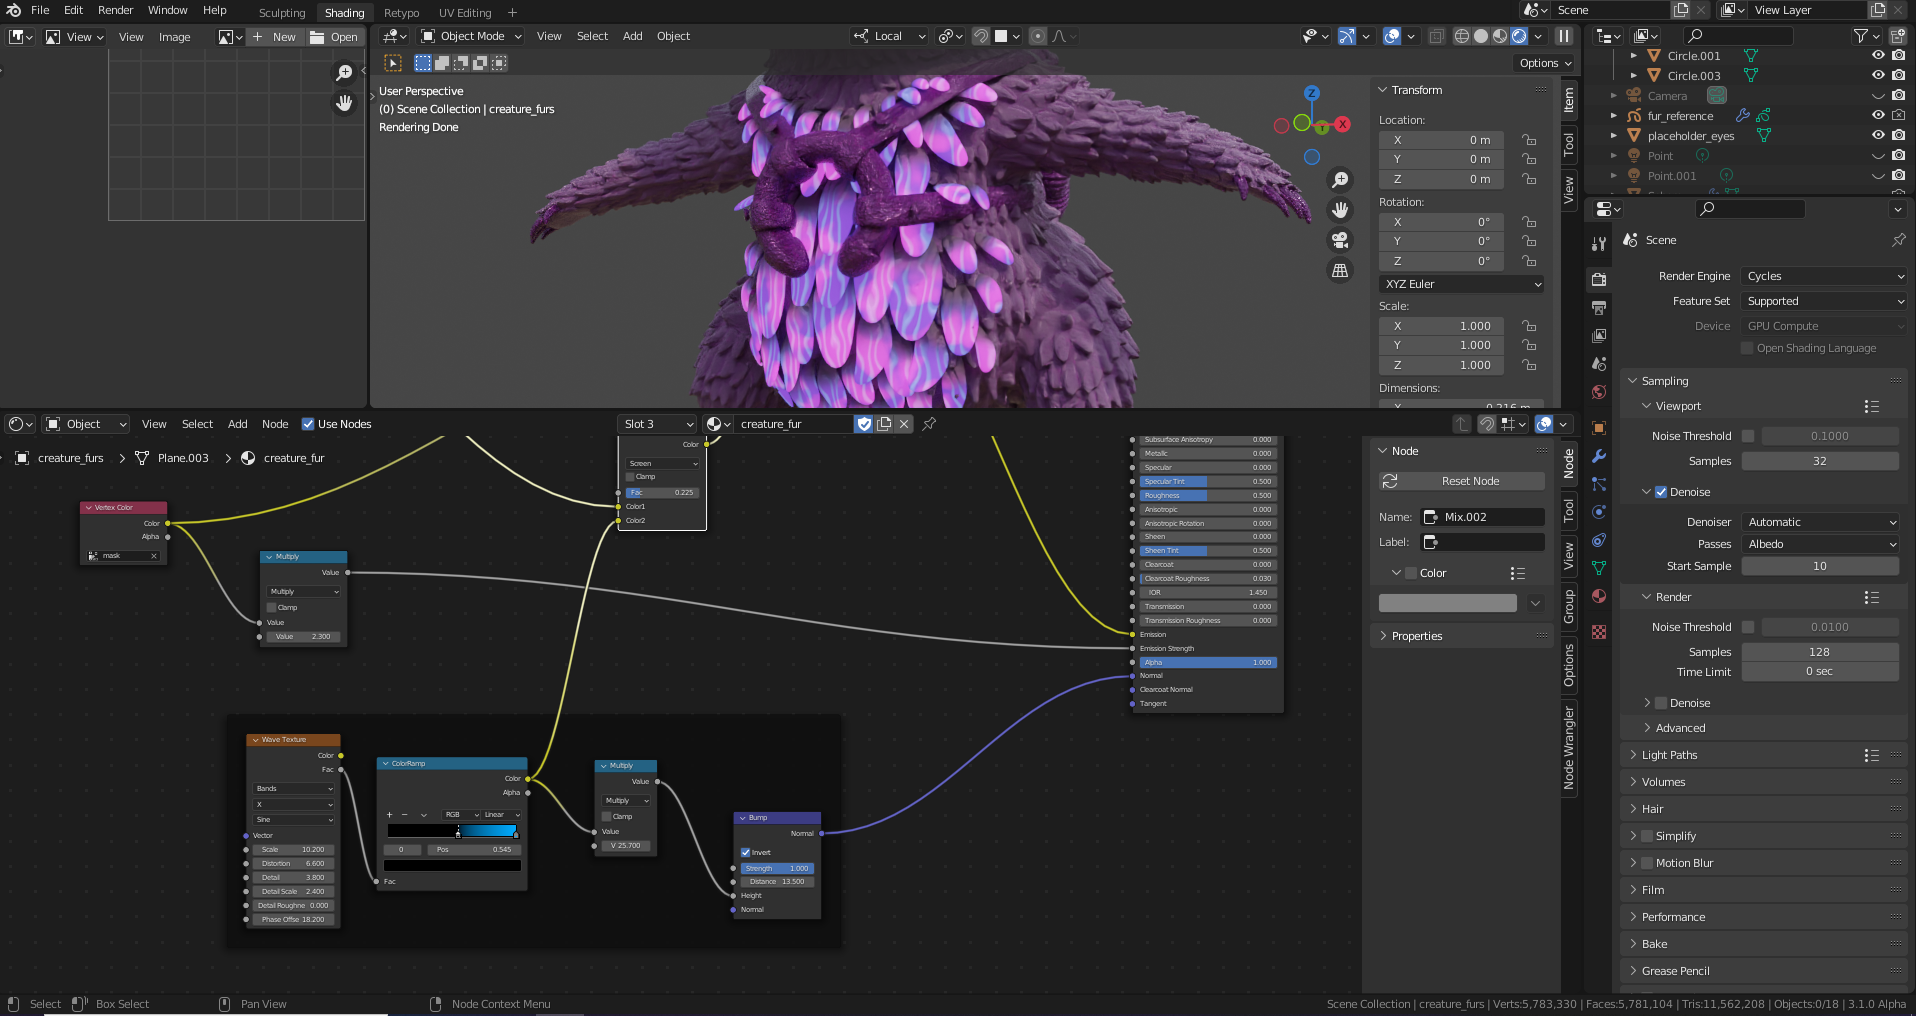 File Edit Render Window Help Sculpting Shading Retypo UV Editing + Scene View Layer
View View Image New Open Object Mode View Select Add Object Local
Options
User Perspective
(0) Scene Collection | creature_furs
Rendering Done
Z
X
Y
Transform
Location:
X 0 m
Y 0 m
Z 0 m
Rotation:
X 0°
Y 0°
Z 0°
XYZ Euler
Scale:
X 1.000
Y 1.000
Z 1.000
Dimensions:
X 0.216 m
Item
Tool
View
Circle.001
Circle.003
Camera
fur_reference
placeholder_eyes
Point
Point.001
Scene
Render Engine Cycles
Feature Set Supported
Device GPU Compute
Open Shading Language
Sampling
Viewport
Noise Threshold 0.1000
Samples 32
Denoise
Denoiser Automatic
Passes Albedo
Start Sample 10
Render
Noise Threshold 0.0100
Samples 128
Time Limit 0 sec
Denoise
Advanced
Light Paths
Volumes
Hair
Simplify
Motion Blur
Film
Performance
Bake
Grease Pencil
Object View Select Add Node Use Nodes Slot 3 creature_fur
creature_furs > Plane.003 > creature_fur
Vertex Color
Color
Alpha
mask
Multiply
Value
Multiply
Clamp
Value
Value 2.300
Color
Screen
Clamp
Fac 0.225
Color1
Color2
Subsurface Anisotropy 0.000
Metallic 0.000
Specular 0.000
Specular Tint 0.500
Roughness 0.500
Anisotropic 0.000
Anisotropic Rotation 0.000
Sheen 0.000
Sheen Tint 0.500
Clearcoat 0.000
Clearcoat Roughness 0.030
IOR 1.450
Transmission 0.000
Transmission Roughness 0.000
Emission
Emission Strength
Alpha 1.000
Normal
Clearcoat Normal
Tangent
Wave Texture
Color
Fac
Bands
X
Sine
Vector
Scale 10.200
Distortion 6.600
Detail 3.800
Detail Scale 2.400
Detail Roughne 0.000
Phase Offse 18.200
ColorRamp
Color
Alpha
+ − RGB Linear
0 Pos 0.545
Fac
Multiply
Value
Multiply
Clamp
Value
V 25.700
Bump
Normal
Invert
Strength 1.000
Distance 13.500
Height
Normal
Node
Reset Node
Name: Mix.002
Label:
Color
Properties
Node
Tool
View
Group
Options
Node Wrangler
Select Box Select Pan View Node Context Menu
Scene Collection | creature_furs | Verts:5,783,330 | Faces:5,781,104 | Tris:11,562,208 | Objects:0/18 | 3.1.0 Alpha